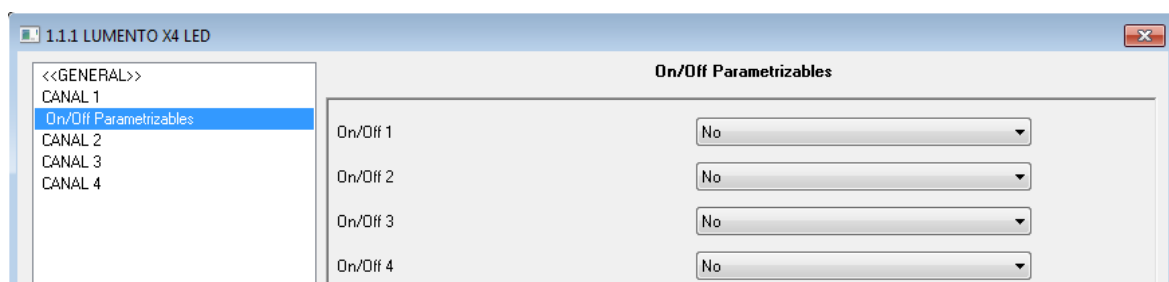 1.1.1 LUMENTO X4 LED
<<GENERAL>>
CANAL 1
On/Off Parametrizables
CANAL 2
CANAL 3
CANAL 4
On/Off Parametrizables
On/Off 1 No
On/Off 2 No
On/Off 3 No
On/Off 4 No